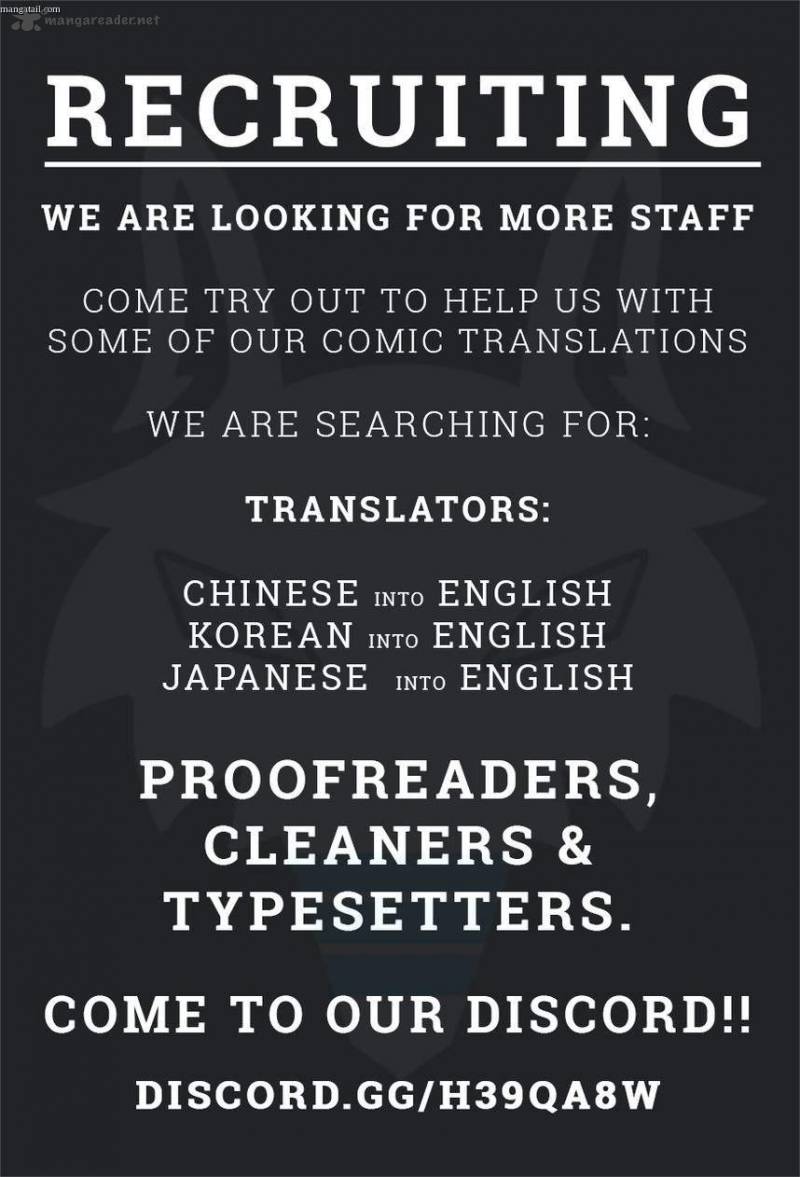 mangatail.com
mangareader.net
RECRUITING
WE ARE LOOKING FOR MORE STAFF
COME TRY OUT TO HELP US WITH
SOME OF OUR COMIC TRANSLATIONS
WE ARE SEARCHING FOR:
TRANSLATORS:
CHINESE INTO ENGLISH
KOREAN INTO ENGLISH
JAPANESE INTO ENGLISH
PROOFREADERS,
CLEANERS &
TYPESETTERS.
COME TO OUR DISCORD!!
DISCORD.GG/H39QA8W